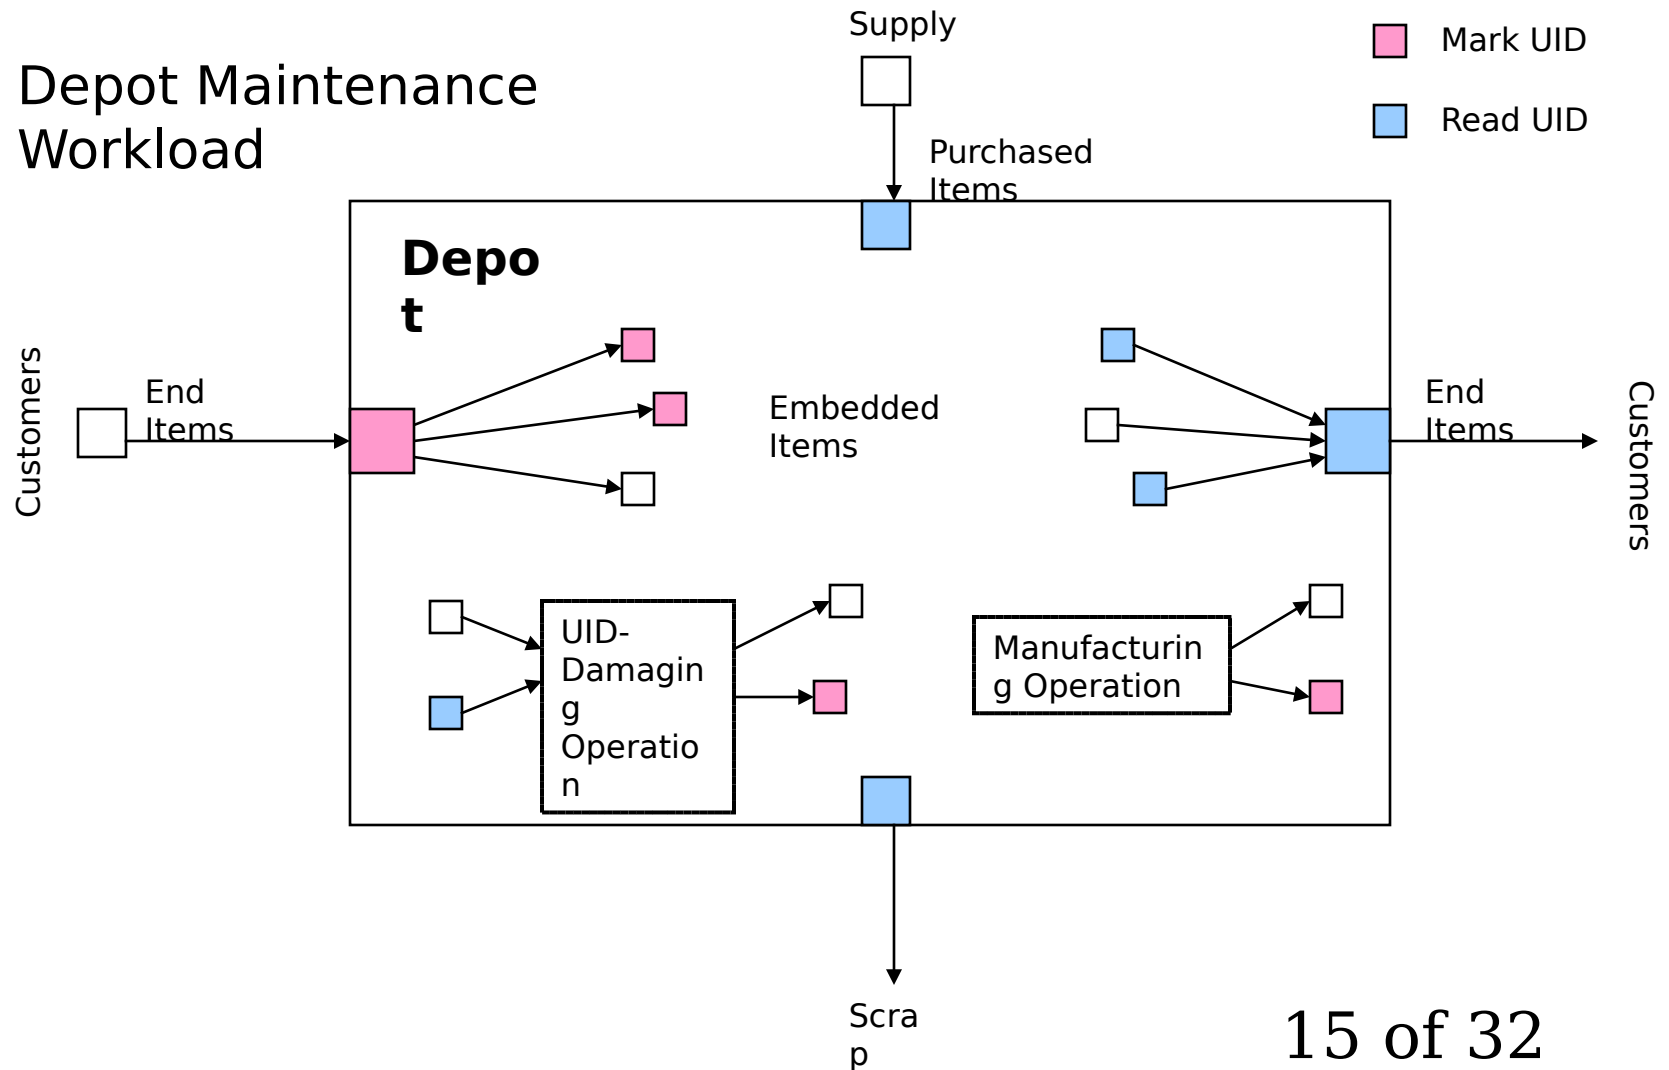 Supply
Mark UID
Depot Maintenance
Workload
Read UID
Purchased
Items
Depo
t
Customers
End
Items
Embedded
Items
End
Items
Customers
UID-
Damagin
g
Operatio
n
Manufacturin
g Operation
Scra
p
15 of 32